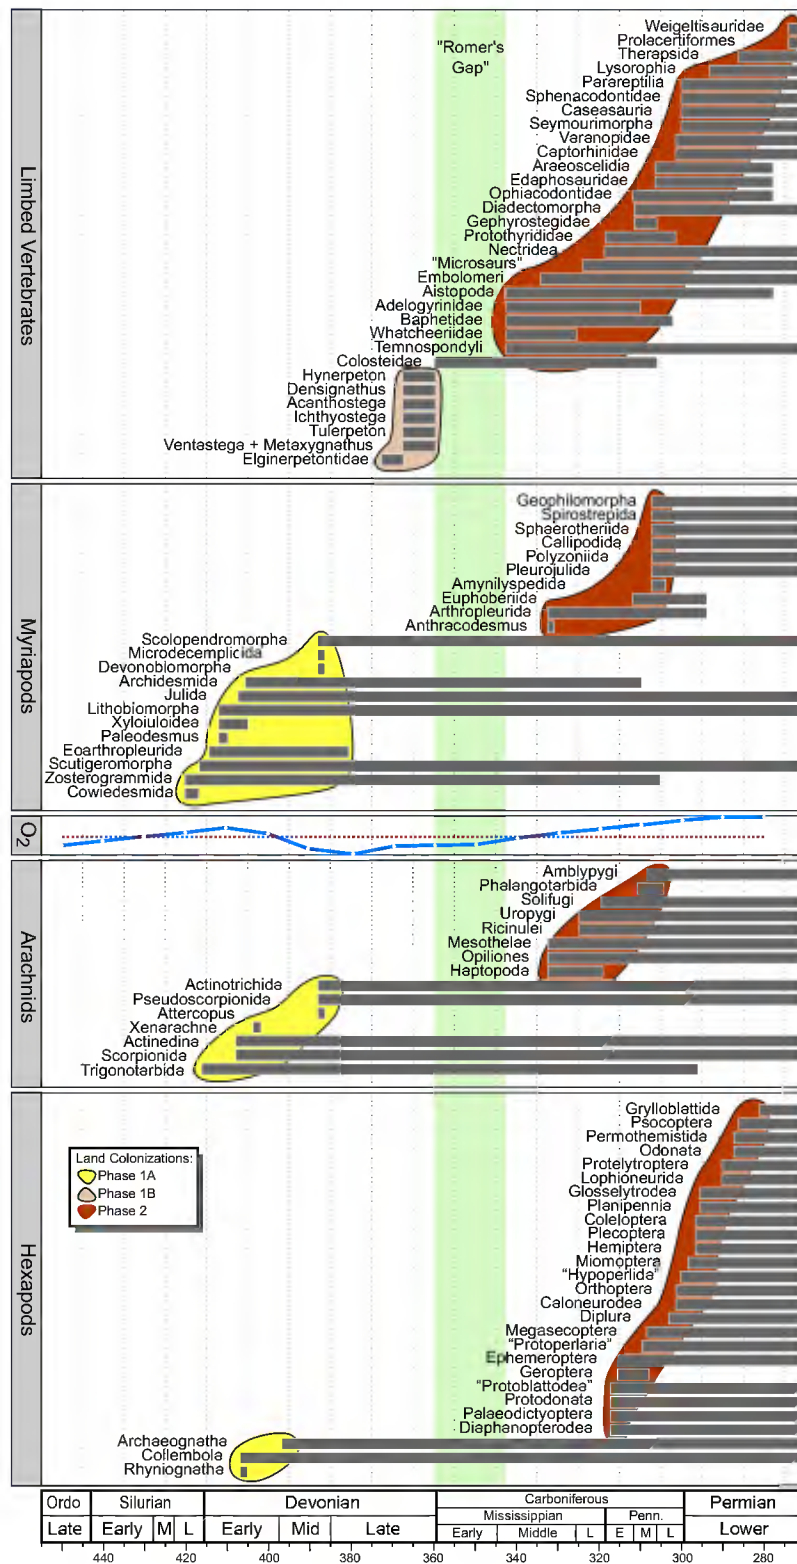 Limbed Vertebrates
"Romer's
Gap"
Weigeltisauridae
Prolacertiformes
Therapsida
Lysorophia
Parareptilia
Sphenacodontidae
Caseasauria
Seymourimorpha
Varanopidae
Captorhinidae
Araeoscelidia
Edaphosauridae
Ophiacodontidae
Diadectomorpha
Gephyrostegidae
Protothyrididae
Nectridea
"Microsaurs"
Embolomeri
Aistopoda
Adelogyrinidae
Baphetidae
Whatcheeriidae
Temnospondyli
Colosteidae
Hynerpeton
Densignathus
Acanthostega
Ichthyostega
Tulerpeton
Ventastega + Metaxygnathus
Elginerpetontidae
Myriapods
Geophilomorpha
Spirostrepida
Sphaerotheriida
Callipodida
Polyzoniida
Pleurojulida
Amynilyspedida
Euphoberiida
Arthropleurida
Anthracodesmus
Scolopendromorpha
Microdecemplicida
Devonobiomorpha
Archidesmida
Julida
Lithobiomorpha
Xyloiuloidea
Paleodesmus
Eoarthropleurida
Scutigeromorpha
Zosterogrammida
Cowiedesmida
O2
Arachnids
Amblypygi
Phalangotarbida
Solifugi
Uropygi
Ricinulei
Mesothelae
Opiliones
Haptopoda
Actinotrichida
Pseudoscorpionida
Attercopus
Xenarachne
Actinedina
Scorpionida
Trigonotarbida
Hexapods
Grylloblattida
Psocoptera
Permothemistida
Odonata
Protelytroptera
Lophioneurida
Glosselytrodea
Planipennia
Coleloptera
Plecoptera
Hemiptera
Miomoptera
"Hypoperlida"
Orthoptera
Caloneurodea
Diplura
Megasecoptera
"Protoperlaria"
Ephemeroptera
Geroptera
"Protoblattodea"
Protodonata
Palaeodictyoptera
Diaphanopterodea
Archaeognatha
Collembola
Rhyniognatha
Land Colonizations:
Phase 1A
Phase 1B
Phase 2
Ordo Silurian Devonian Carboniferous Permian
Mississippian Penn.
Late Early M L Early Mid Late Early Middle L E M L Lower
440 420 400 380 360 340 320 300 280